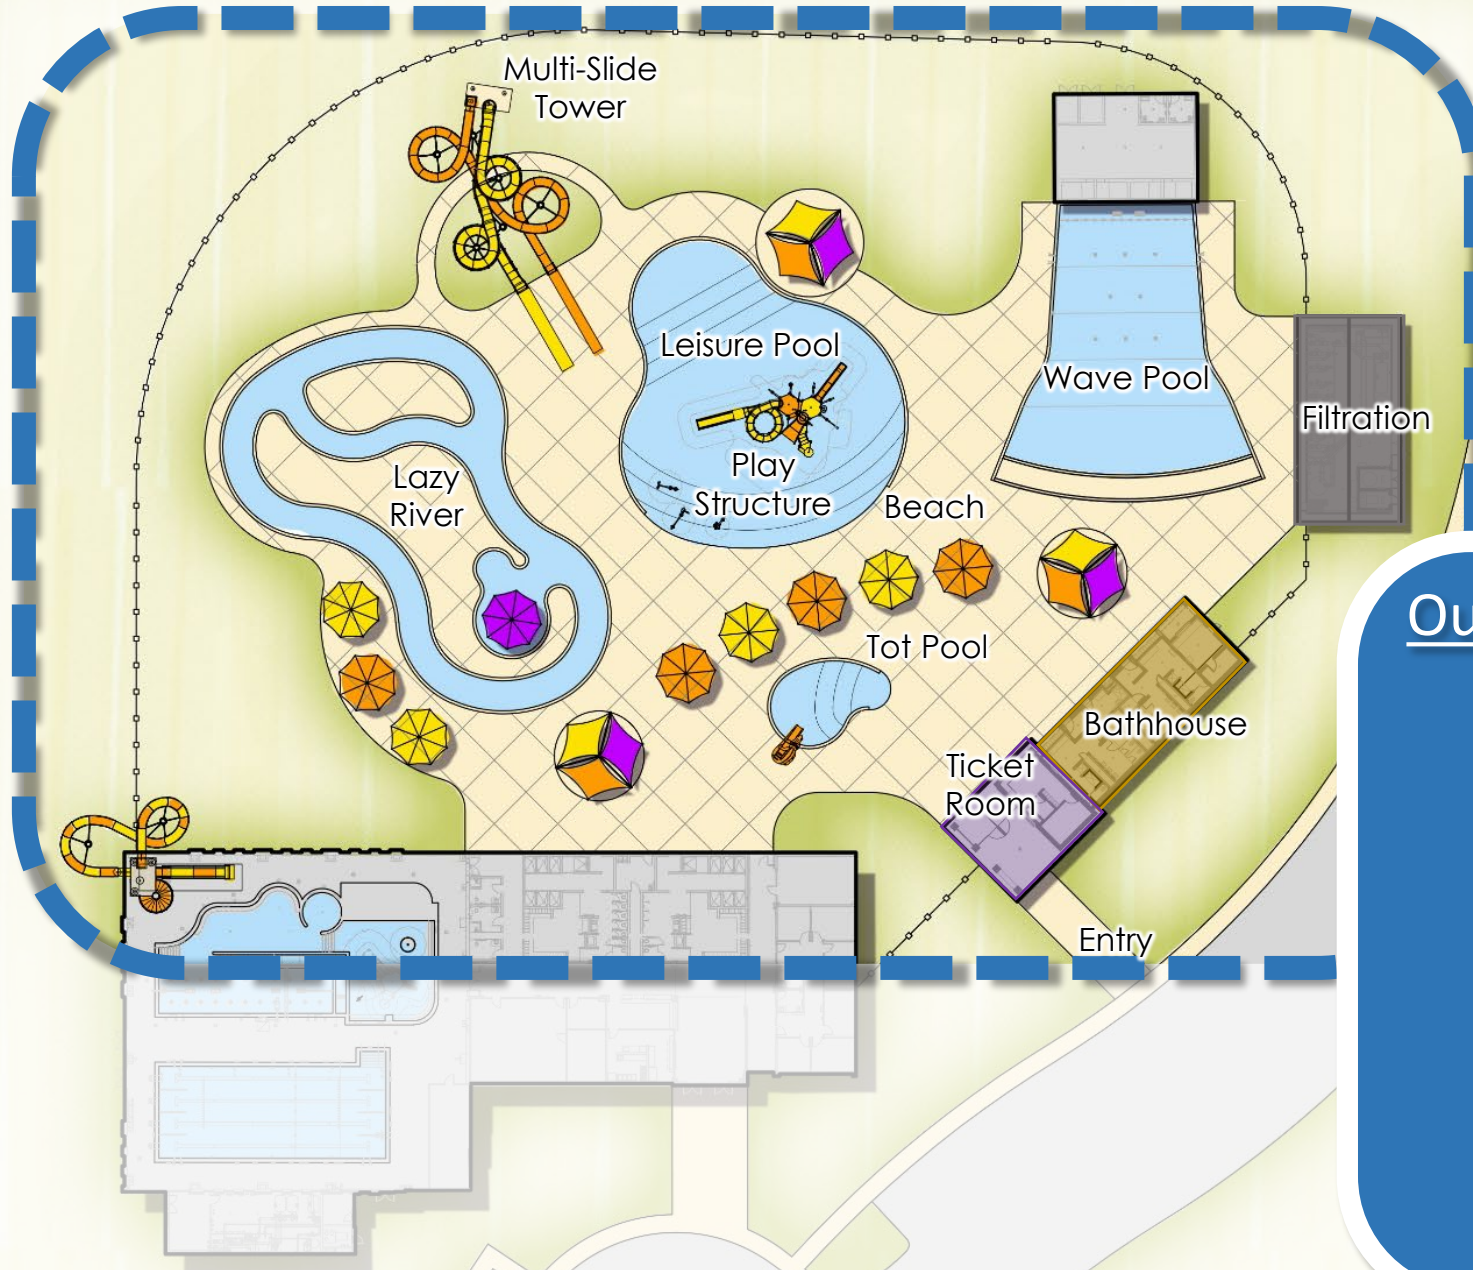 Multi-Slide
Tower
Leisure Pool
Wave Pool
Filtration
Play
Structure
Lazy
River
Beach
Tot Pool
Bathhouse
Ticket
Room
Entry
Ou